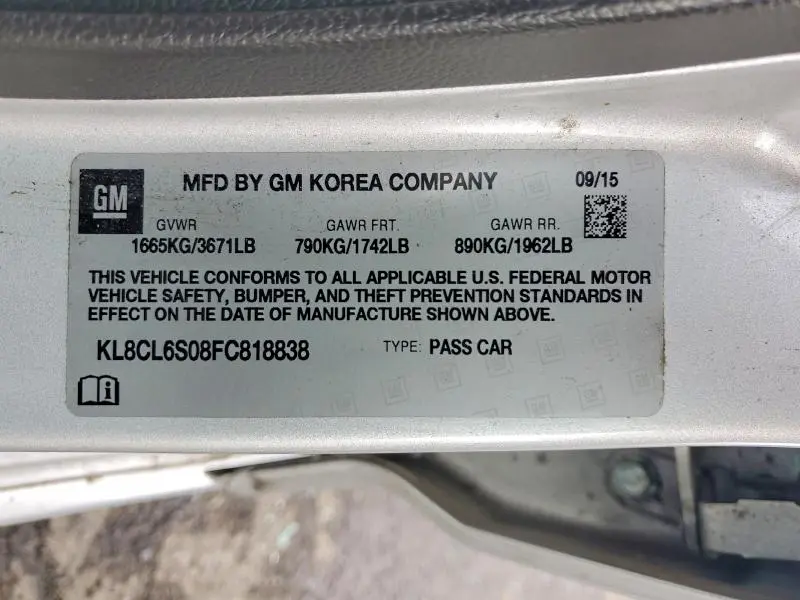 GM
MFD BY GM KOREA COMPANY 09/15
GVWR GAWR FRT. GAWR RR.
1665KG/3671LB 790KG/1742LB 890KG/1962LB
THIS VEHICLE CONFORMS TO ALL APPLICABLE U.S. FEDERAL MOTOR
VEHICLE SAFETY, BUMPER, AND THEFT PREVENTION STANDARDS IN
EFFECT ON THE DATE OF MANUFACTURE SHOWN ABOVE.
KL8CL6S08FC818838 TYPE: PASS CAR
i